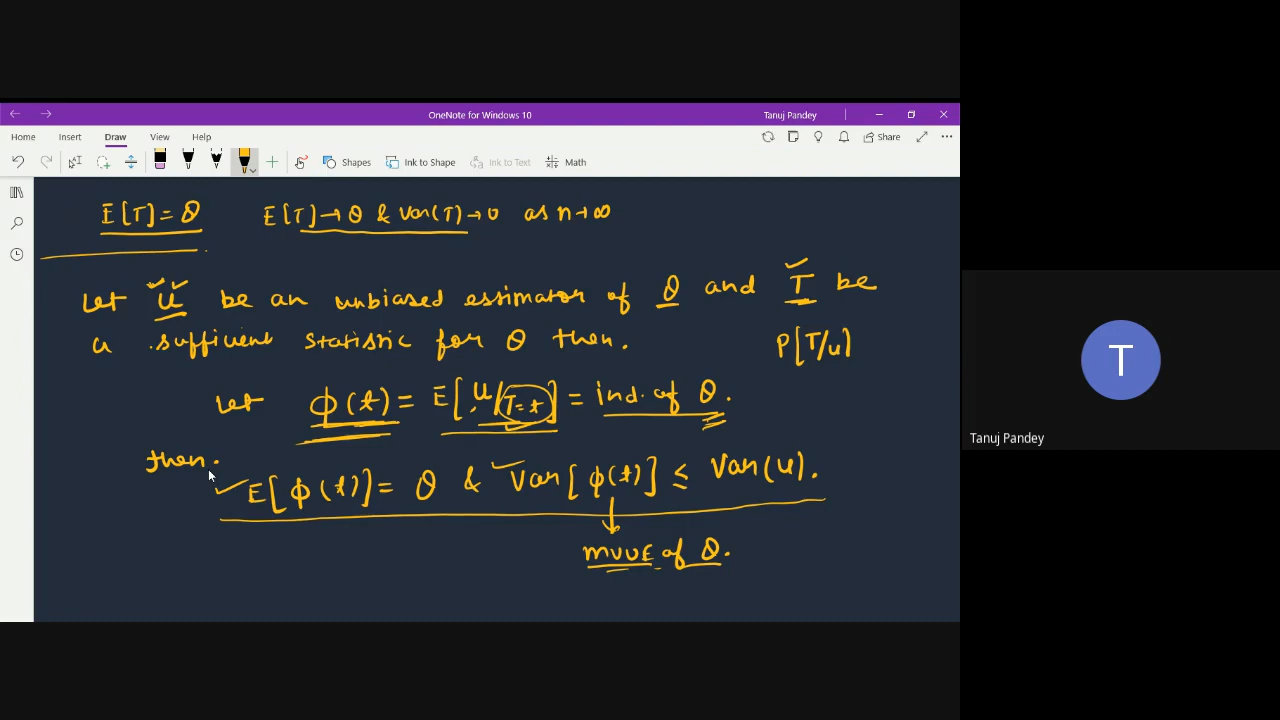 OneNote for Windows 10
Tanuj Pandey
Home Insert Draw View Help
Share
Shapes Ink to Shape Ink to Text Math
E[T] = θ E[T] → θ & Var(T) → 0 as n → ∞
Let U be an unbiased essimator of θ and T be
a sufficient statistic for θ then. P[T/u]
Let Φ(t) = E[U/T=t] = ind. of θ.
then.
E[Φ(t)] = θ & Var[Φ(t)] ≤ Var(U).
MVUE of θ.
T
Tanuj Pandey